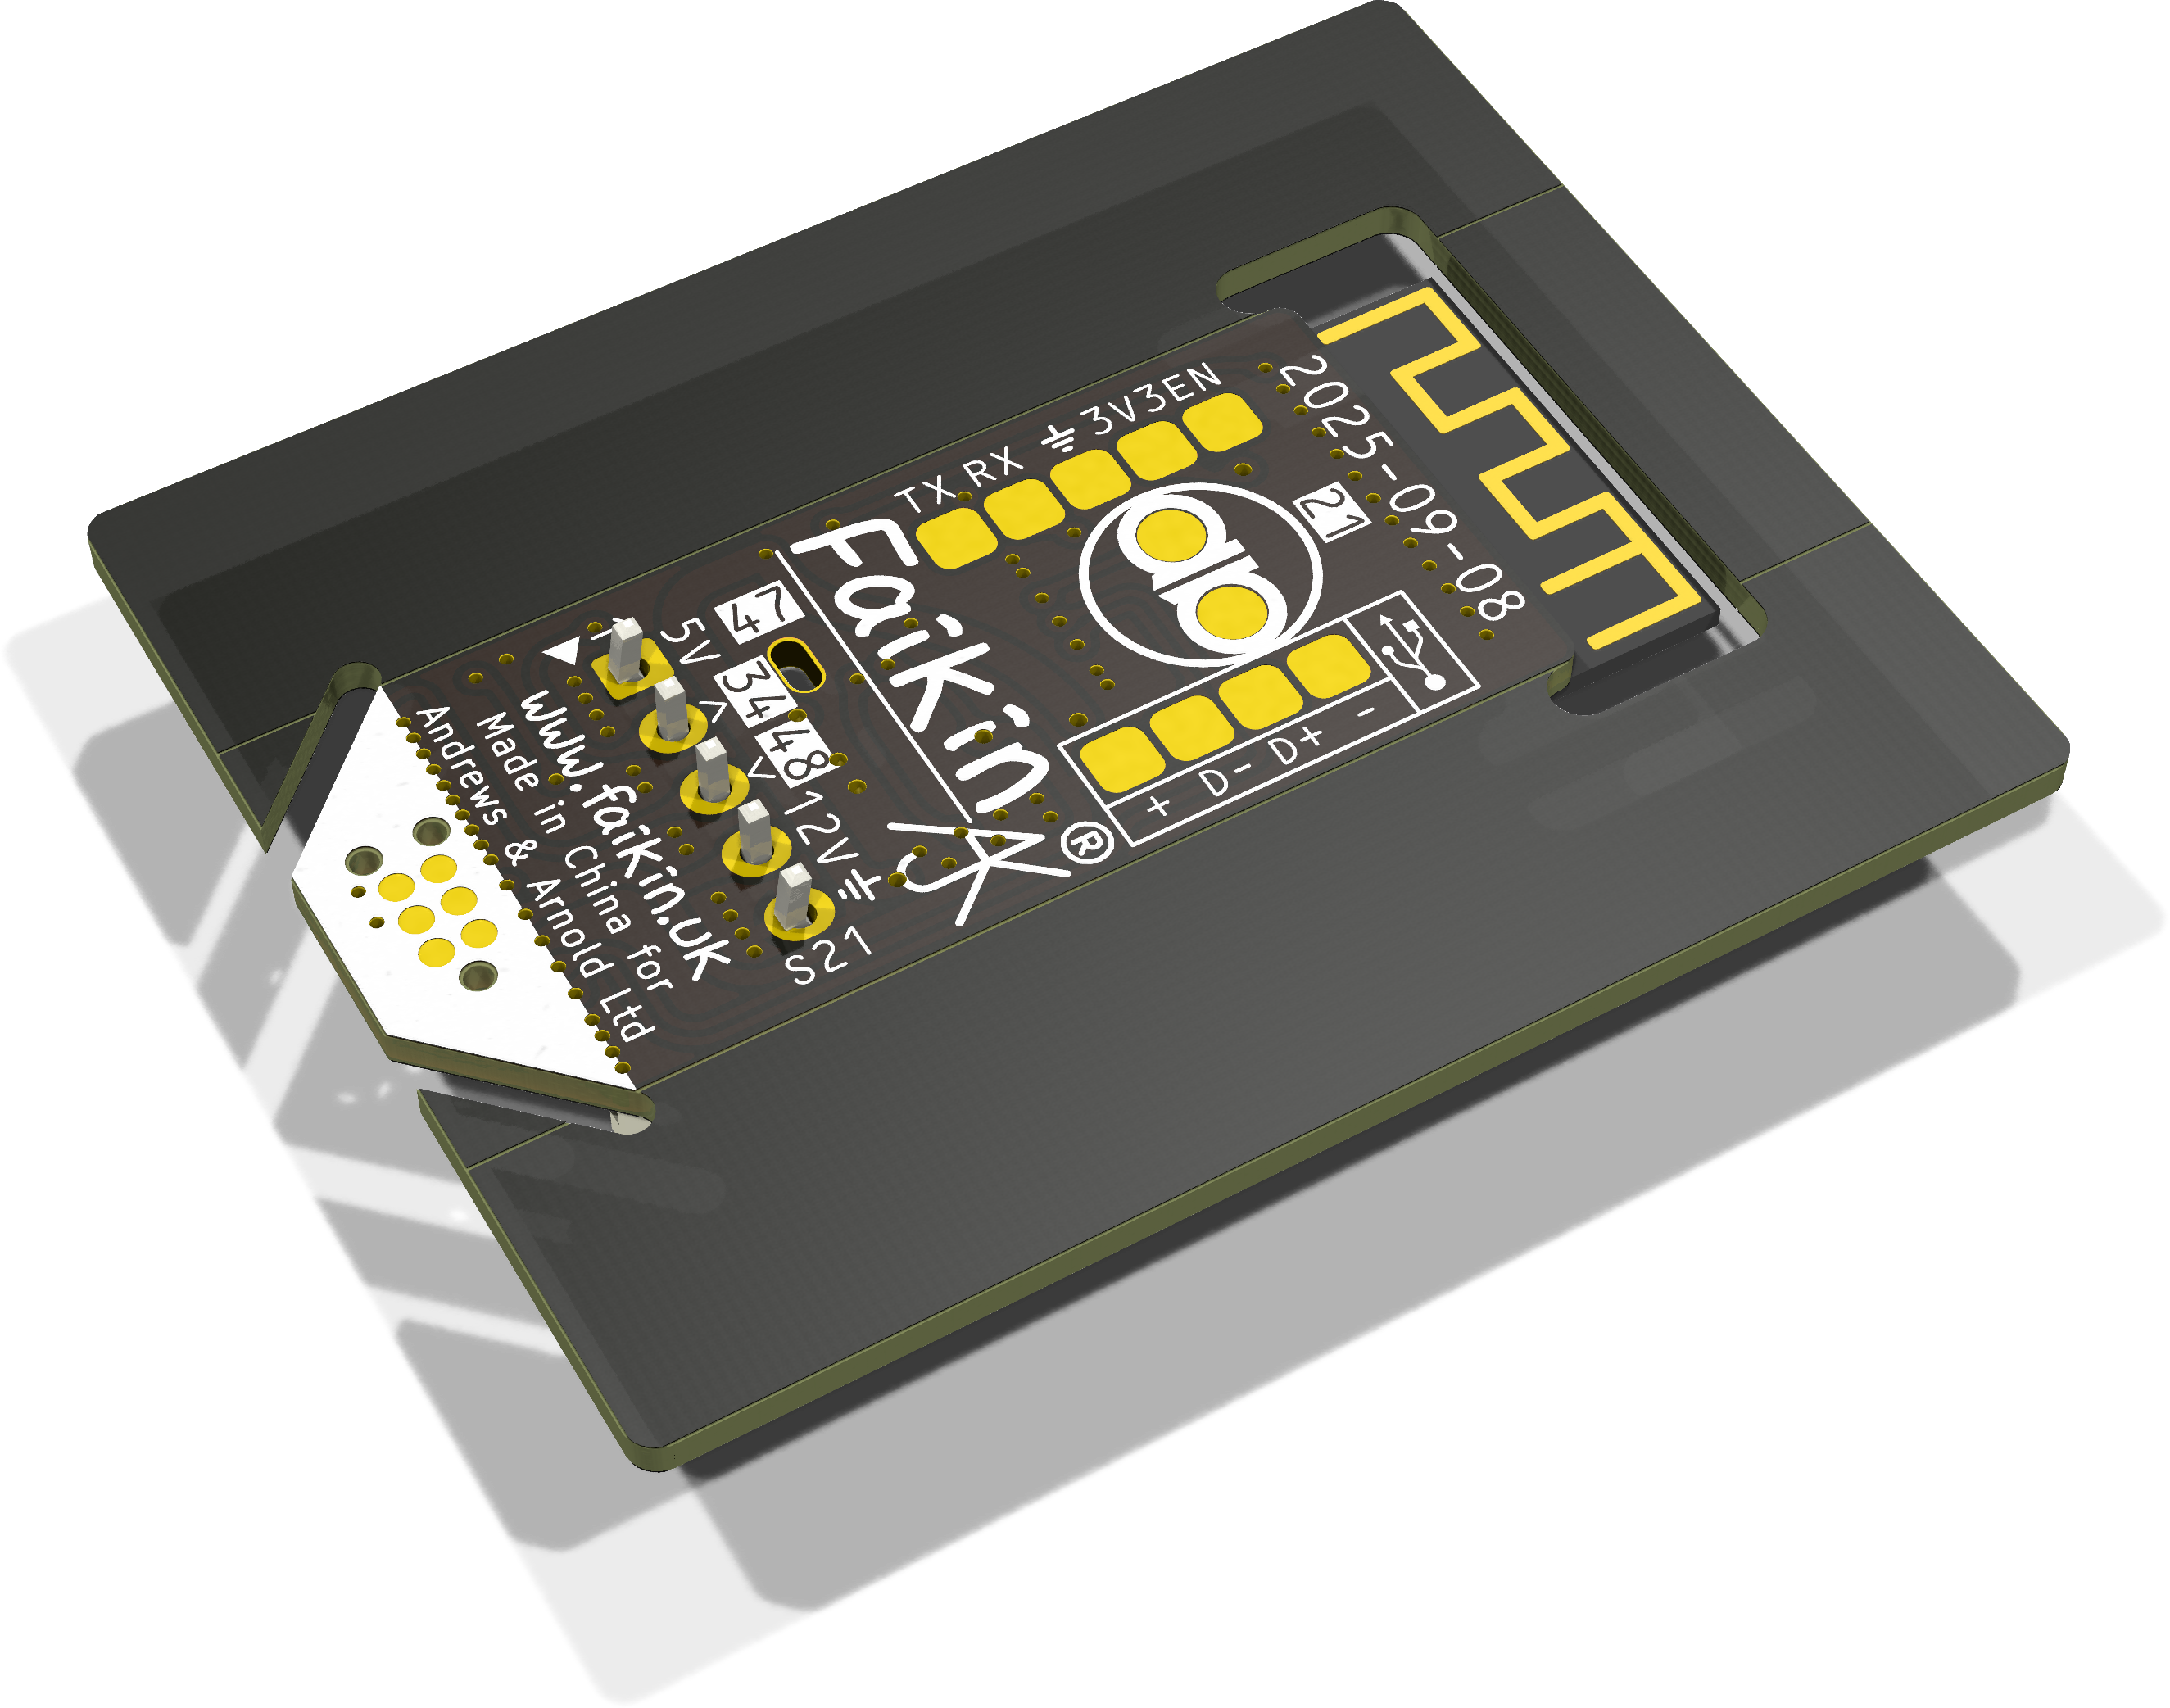 TX RX ⏚ 3V3 EN
2025-09-08
21
Faikin
®
+ D- D+ -
47
34
48
1
5V
>
<
12V
⏚
S21
www.faikin.uk
Made in China for
Andrews & Arnold Ltd